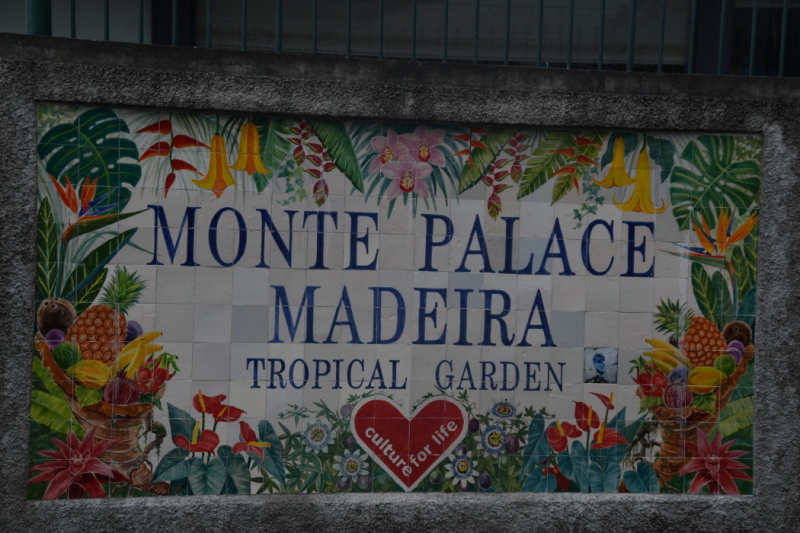 MONTE PALACE
MADEIRA
TROPICAL GARDEN
culture for life